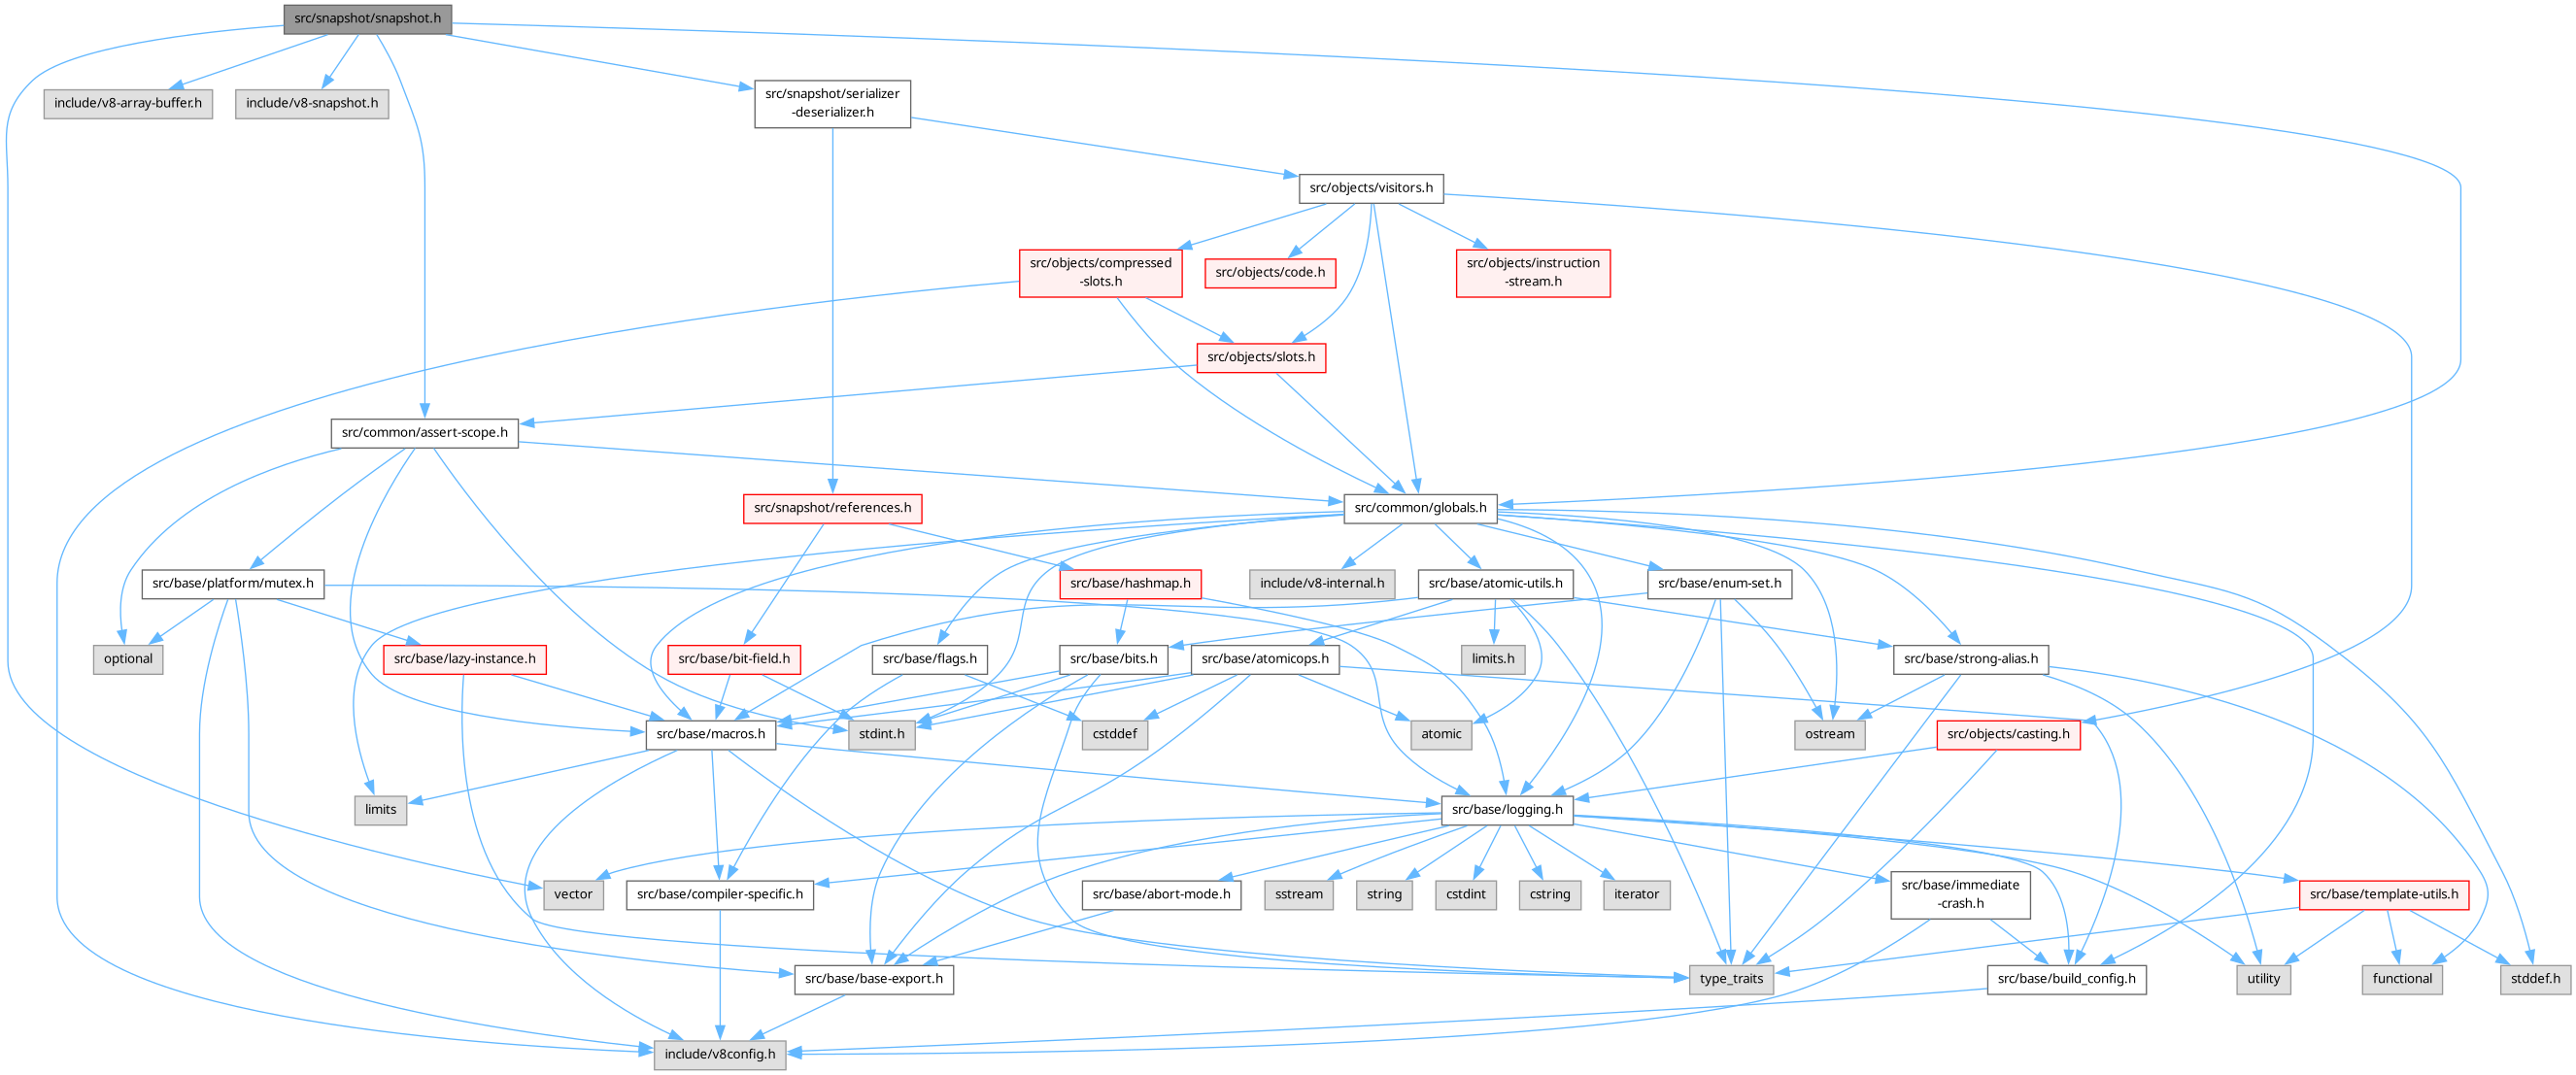 src/snapshot/snapshot.h
include/v8-array-buffer.h
include/v8-snapshot.h
src/snapshot/serializer
-deserializer.h
src/objects/visitors.h
src/objects/compressed
-slots.h
src/objects/code.h
src/objects/instruction
-stream.h
src/objects/slots.h
src/common/assert-scope.h
src/snapshot/references.h
src/common/globals.h
src/base/platform/mutex.h
src/base/hashmap.h
include/v8-internal.h
src/base/atomic-utils.h
src/base/enum-set.h
optional
src/base/lazy-instance.h
src/base/bit-field.h
src/base/flags.h
src/base/bits.h
src/base/atomicops.h
limits.h
src/base/strong-alias.h
src/base/macros.h
stdint.h
cstddef
atomic
ostream
src/objects/casting.h
limits
src/base/logging.h
vector
src/base/compiler-specific.h
src/base/abort-mode.h
sstream
string
cstdint
cstring
iterator
src/base/immediate
-crash.h
src/base/template-utils.h
src/base/base-export.h
type_traits
src/base/build_config.h
utility
functional
stddef.h
include/v8config.h